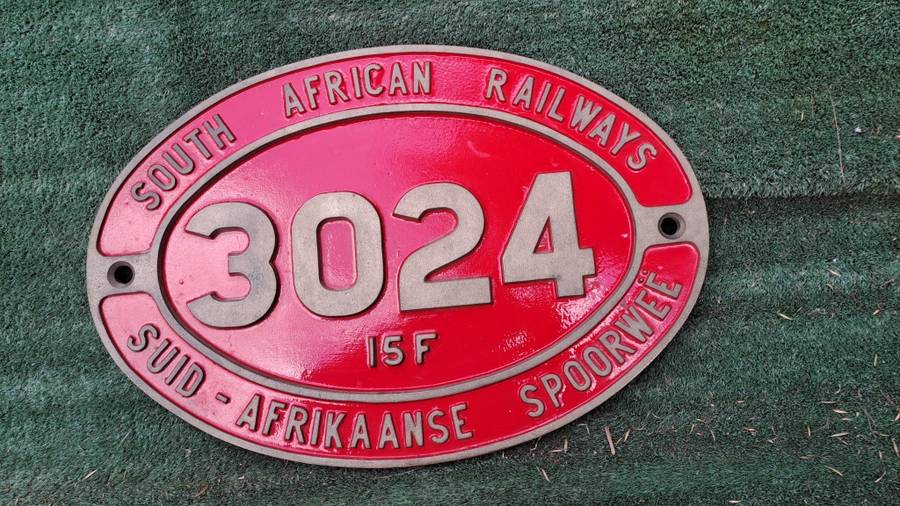 SOUTH AFRICAN RAILWAYS
3024
15F
SUID-AFRIKAANSE SPOORWEË